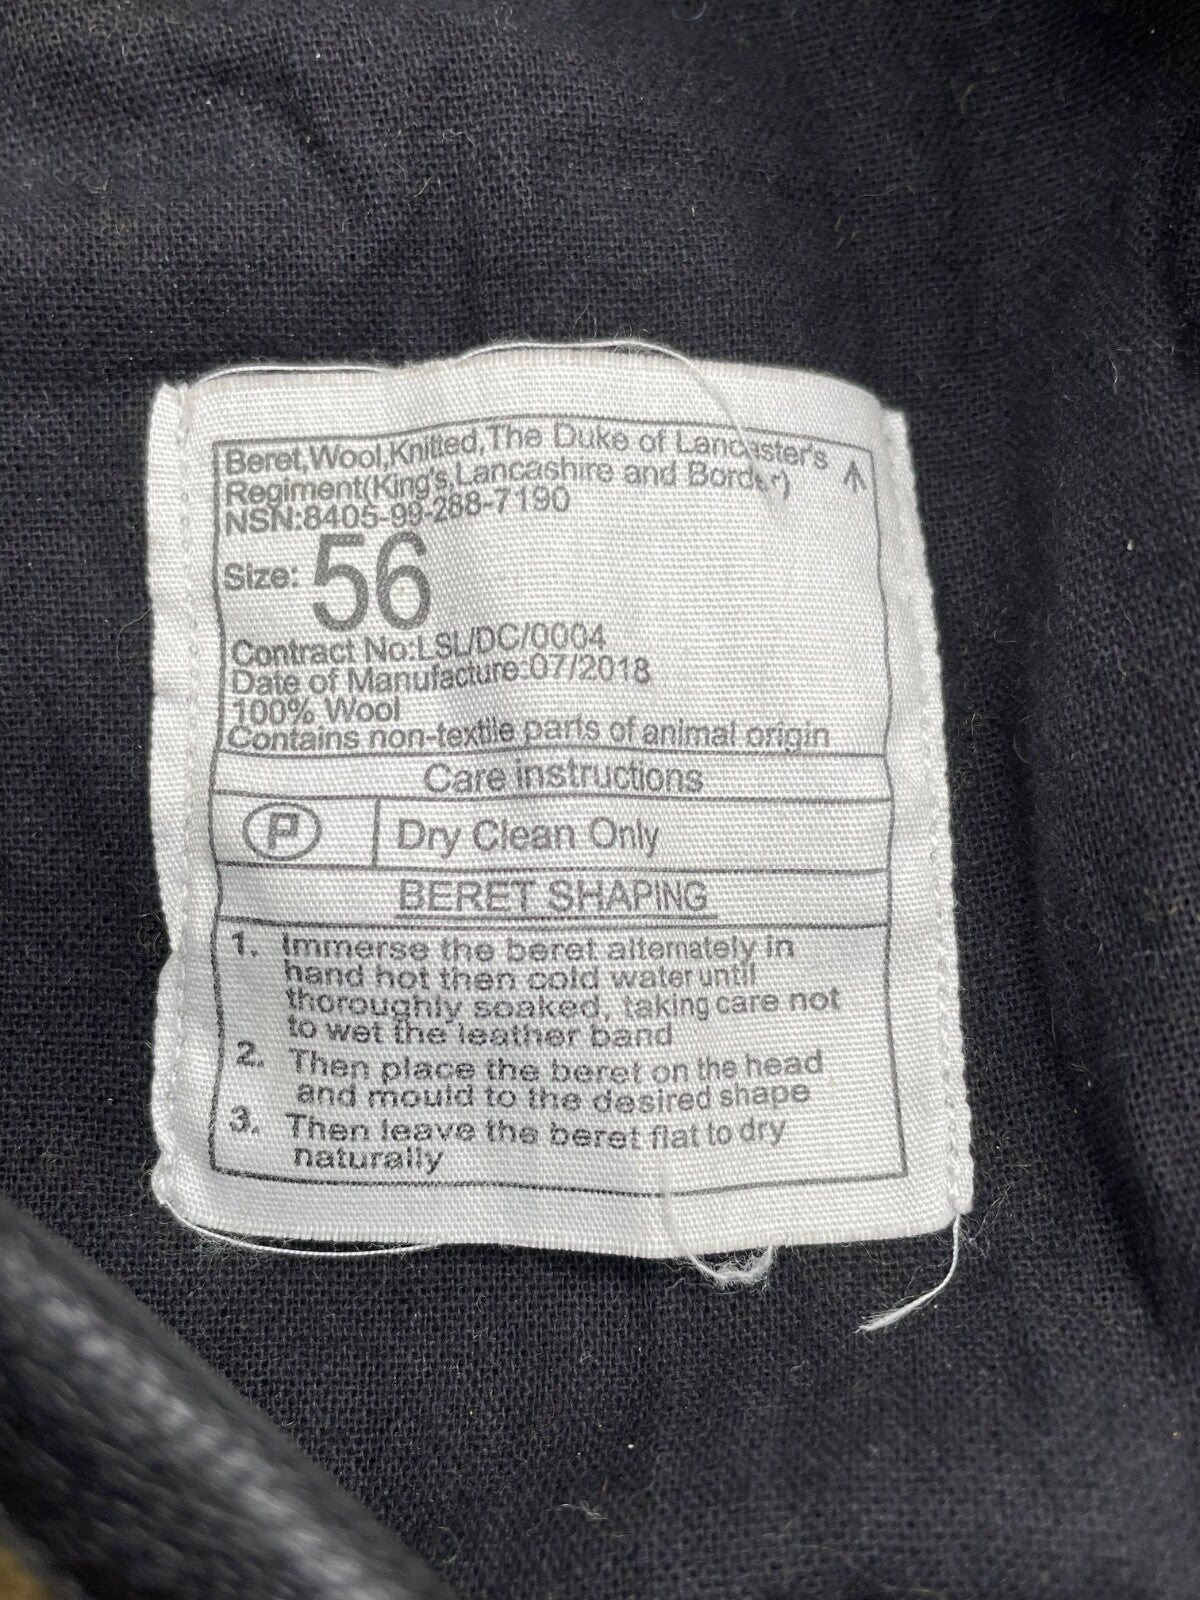 Beret,Wool,Knitted,The Duke of Lancaster's
Regiment(King's,Lancashire and Border)
NSN:8405-99-288-7190
Size: 56
Contract No:LSL/DC/0004
Date of Manufacture:07/2018
100% Wool
Contains non-textile parts of animal origin
Care instructions
P Dry Clean Only
BERET SHAPING
1. Immerse the beret alternately in
hand hot then cold water until
thoroughly soaked, taking care not
to wet the leather band
2. Then place the beret on the head
and mould to the desired shape
3. Then leave the beret flat to dry
naturally